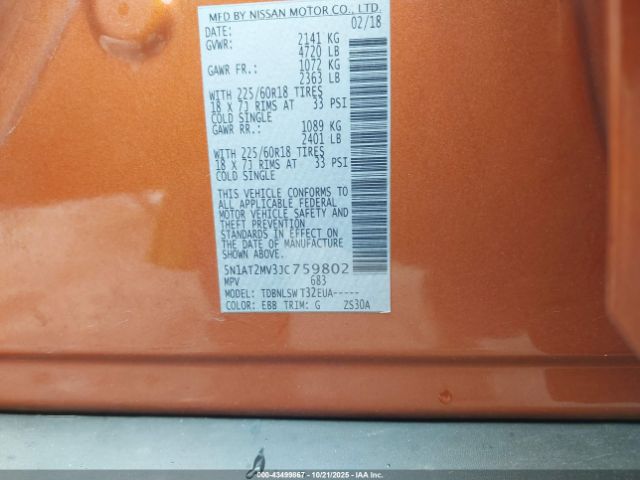 MFD BY NISSAN MOTOR CO., LTD.
DATE: 02/18
GVWR: 2141 KG
4720 LB
GAWR FR.: 1072 KG
2363 LB
WITH 225/60R18 TIRES
18 X 7J RIMS AT 33 PSI
COLD SINGLE
GAWR RR.: 1089 KG
2401 LB
WITH 225/60R18 TIRES
18 X 7J RIMS AT 33 PSI
COLD SINGLE
THIS VEHICLE CONFORMS TO
ALL APPLICABLE FEDERAL
MOTOR VEHICLE SAFETY AND
THEFT PREVENTION
STANDARDS IN EFFECT ON
THE DATE OF MANUFACTURE
SHOWN ABOVE.
5N1AT2MV3JC759802
MPV 683
MODEL: TDBNLSW T32EUA-----
COLOR: EBB TRIM: G ZS30A
000-43499867 - 10/21/2025 - IAA Inc.